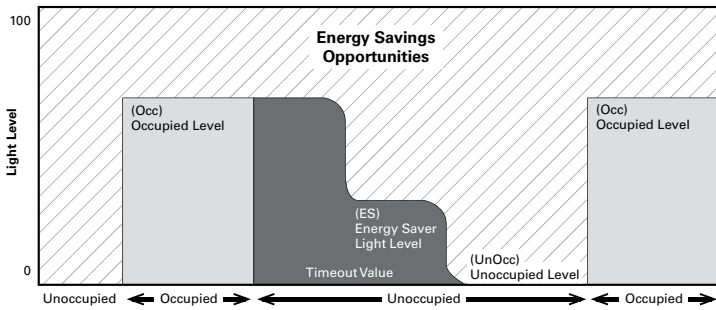 100
Energy Savings
Opportunities
(Occ)
Occupied Level
(Occ)
Occupied Level
Light Level
(ES)
Energy Saver
Light Level
(UnOcc)
Unoccupied Level
Timeout Value
0
Unoccupied
Occupied
Unoccupied
Occupied